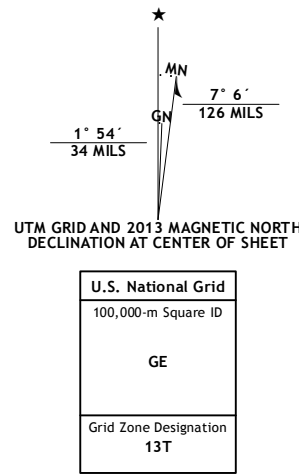 ★
MN
7° 6´
126 MILS
GN
1° 54´
34 MILS
UTM GRID AND 2013 MAGNETIC NORTH
DECLINATION AT CENTER OF SHEET
U.S. National Grid
100,000-m Square ID
GE
Grid Zone Designation
13T